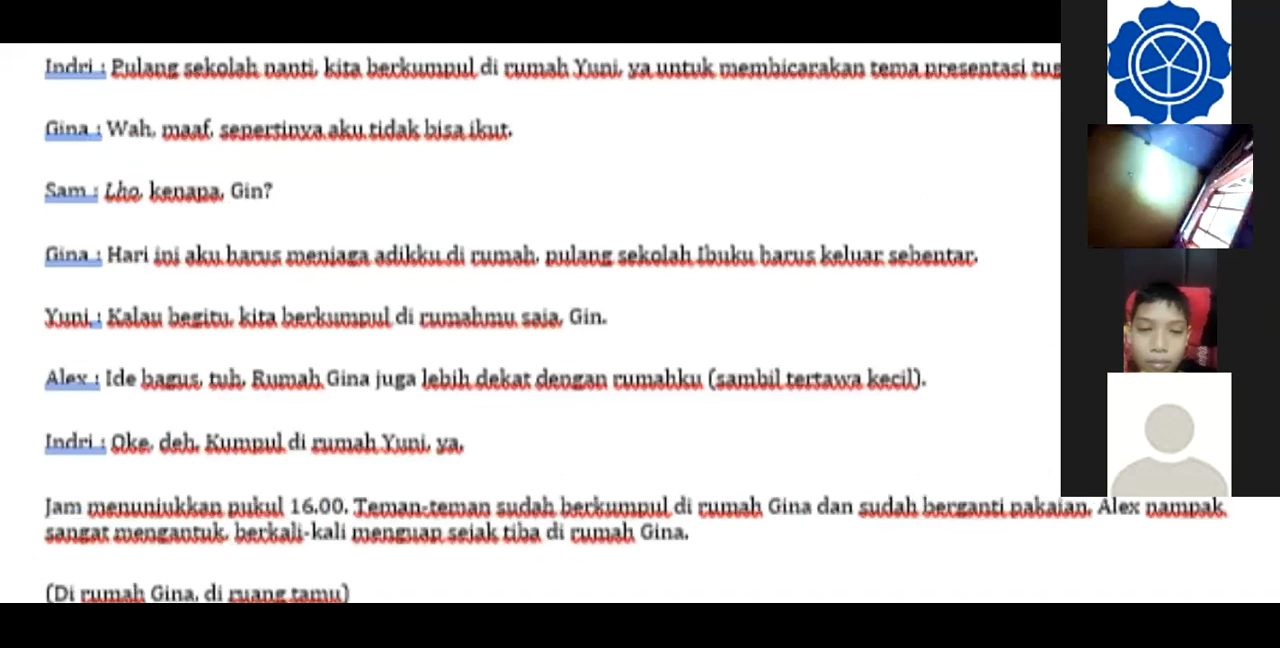 Indri : Pulang sekolah nanti, kita berkumpul di rumah Yuni, ya untuk membicarakan tema presentasi
Gina : Wah, maaf, sepertinya aku tidak bisa ikut.
Sam : Lho, kenapa, Gin?
Gina : Hari ini aku harus menjaga adikku di rumah, pulang sekolah Ibuku harus keluar sebentar.
Yuni : Kalau begitu, kita berkumpul di rumahmu saja, Gin.
Alex : Ide bagus, tuh. Rumah Gina juga lebih dekat dengan rumahku (sambil tertawa kecil).
Indri : Oke, deh. Kumpul di rumah Yuni, ya.
Jam menunjukkan pukul 16.00. Teman-teman sudah berkumpul di rumah Gina dan sudah berganti pakaian. Alex nampak
sangat mengantuk, berkali-kali menguap sejak tiba di rumah Gina.
(Di rumah Gina, di ruang tamu)